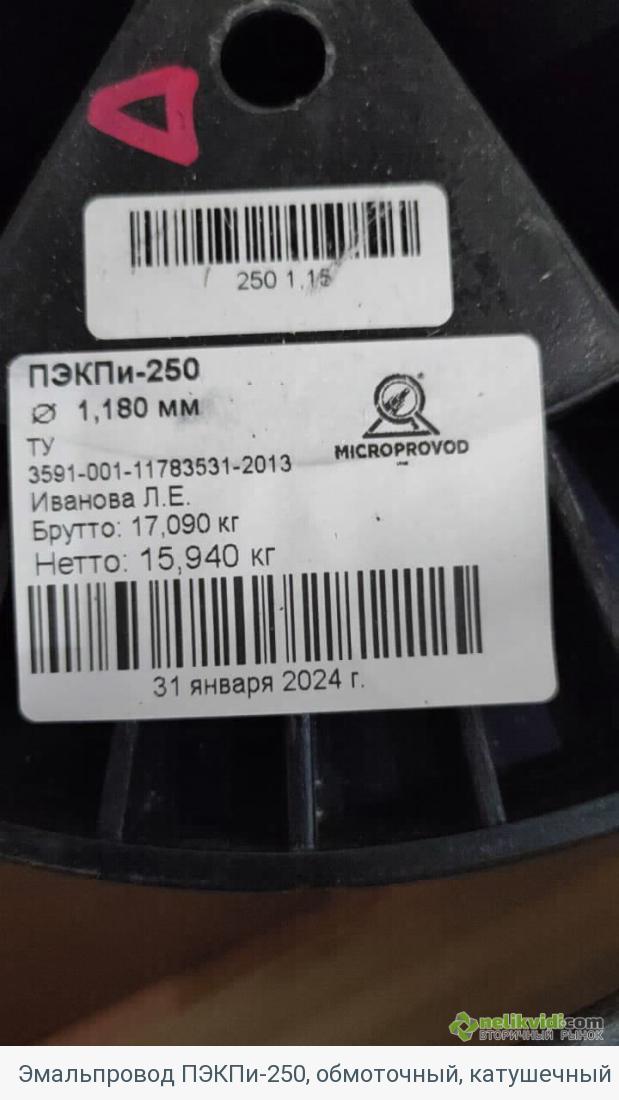 250 1,15
ПЭКПи-250
⌀ 1,180 мм
ТУ
3591-001-11783531-2013
Иванова Л.Е.
Брутто: 17,090 кг
Нетто: 15,940 кг
MICROPROVOD
31 января 2024 г.
nelikvidi.com
ВТОРИЧНЫЙ РЫНОК
Эмальпровод ПЭКПи-250, обмоточный, катушечный